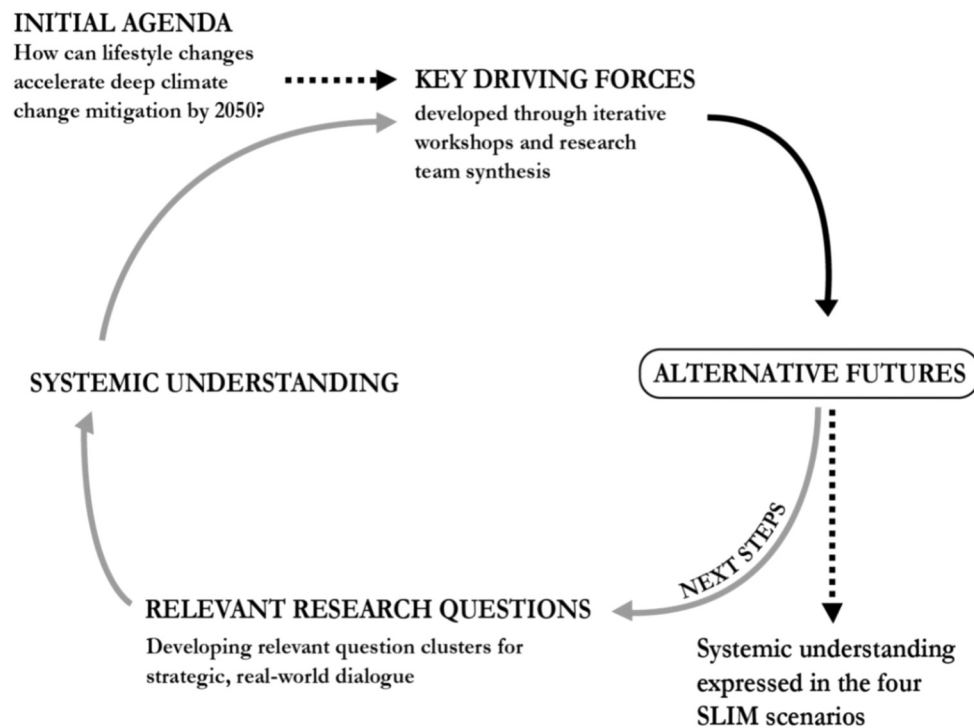 INITIAL AGENDA
How can lifestyle changes
accelerate deep climate
change mitigation by 2050?
KEY DRIVING FORCES
developed through iterative
workshops and research
team synthesis
ALTERNATIVE FUTURES
SYSTEMIC UNDERSTANDING
NEXT STEPS
RELEVANT RESEARCH QUESTIONS
Developing relevant question clusters for
strategic, real-world dialogue
Systemic understanding
expressed in the four
SLIM scenarios